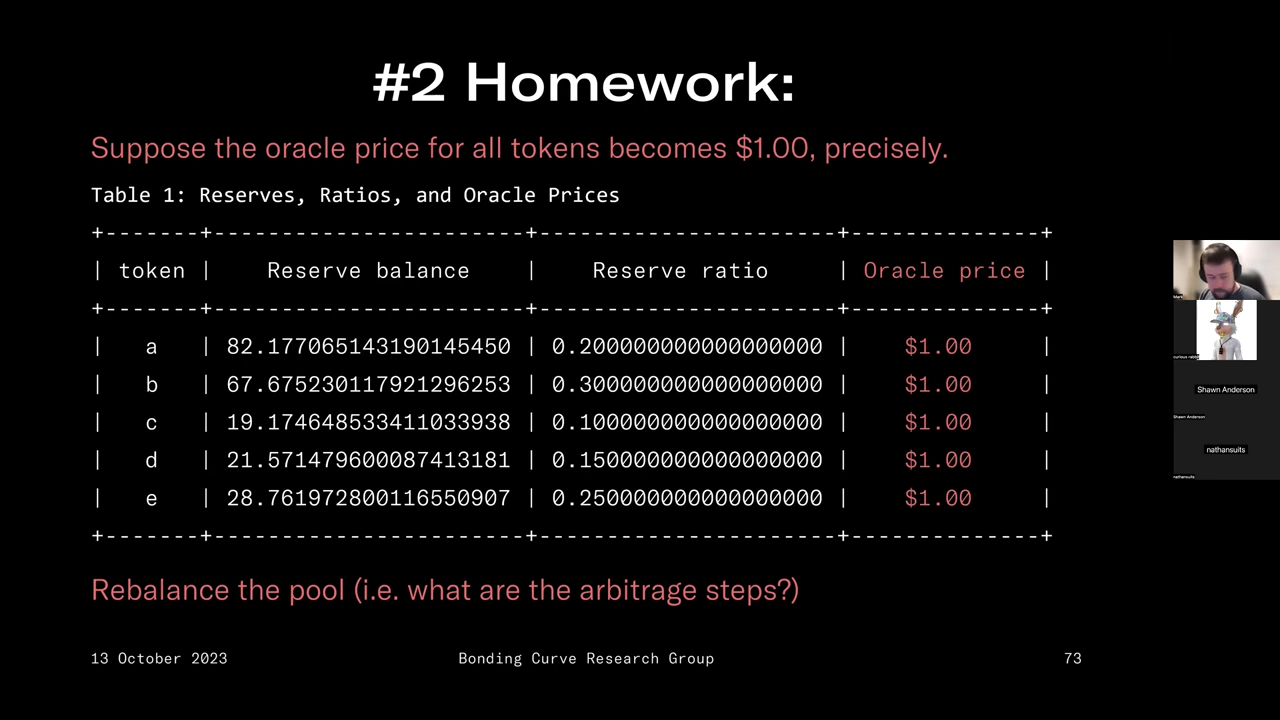 #2 Homework:
Suppose the oracle price for all tokens becomes $1.00, precisely.
Table 1: Reserves, Ratios, and Oracle Prices
+-------+-----------------------+-----------------------+--------------+
| token | Reserve balance | Reserve ratio | Oracle price |
+-------+-----------------------+-----------------------+--------------+
| a | 82.177065143190145450 | 0.200000000000000000 | $1.00 |
| b | 67.675230117921296253 | 0.300000000000000000 | $1.00 |
| c | 19.174648533411033938 | 0.100000000000000000 | $1.00 |
| d | 21.571479600087413181 | 0.150000000000000000 | $1.00 |
| e | 28.761972800116550907 | 0.250000000000000000 | $1.00 |
+-------+-----------------------+-----------------------+--------------+
Rebalance the pool (i.e. what are the arbitrage steps?)
13 October 2023 Bonding Curve Research Group 73
Mark
curious rabbit
Shawn Anderson
Shawn Anderson
nathansuits
nathansuits